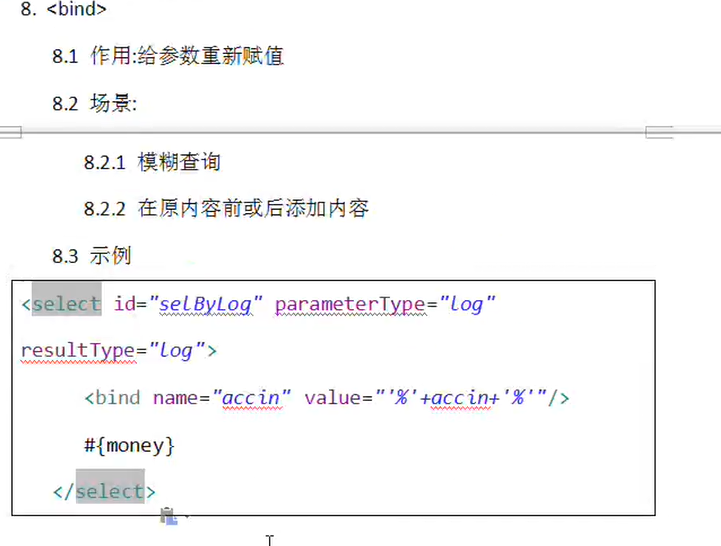 8. <bind>
8.1 作用:给参数重新赋值
8.2 场景:
8.2.1 模糊查询
8.2.2 在原内容前或后添加内容
8.3 示例
<select id="selByLog" parameterType="log"
resultType="log">
<bind name="accin" value="'%'+accin+'%'"/>
#{money}
</select>